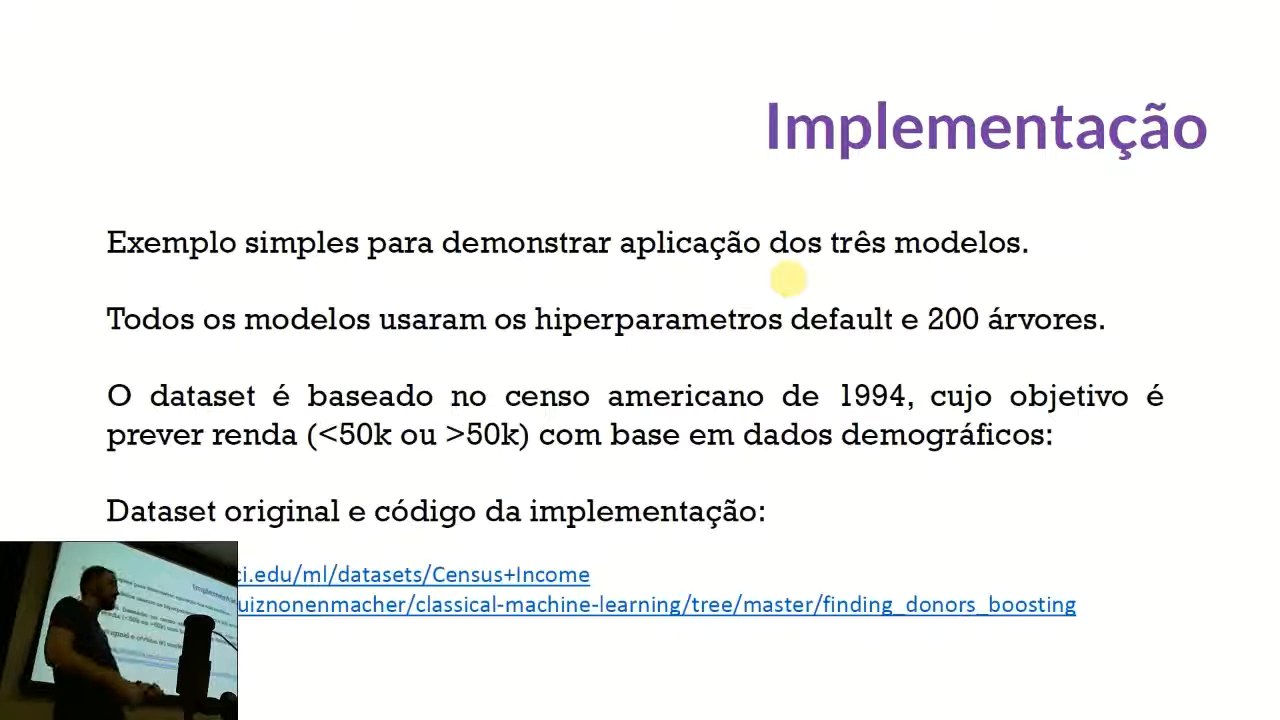 Implementação
Exemplo simples para demonstrar aplicação dos três modelos.
Todos os modelos usaram os hiperparametros default e 200 árvores.
O dataset é baseado no censo americano de 1994, cujo objetivo é
prever renda (<50k ou >50k) com base em dados demográficos:
Dataset original e código da implementação:
ci.edu/ml/datasets/Census+Income
uiznonenmacher/classical-machine-learning/tree/master/finding_donors_boosting